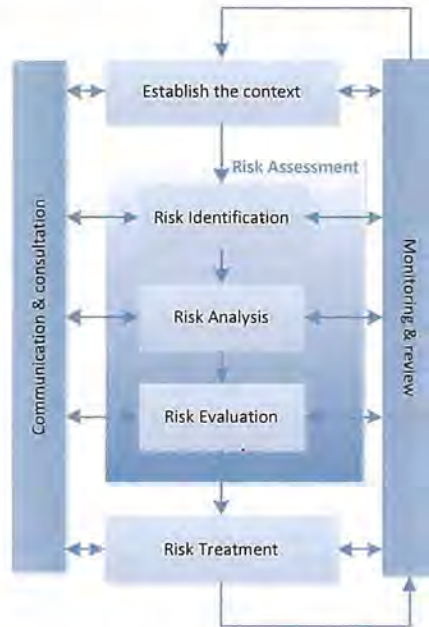 Establish the context
Risk Assessment
Communication & consultation
Risk Identification
Monitoring & review
Risk Analysis
Risk Evaluation
Risk Treatment